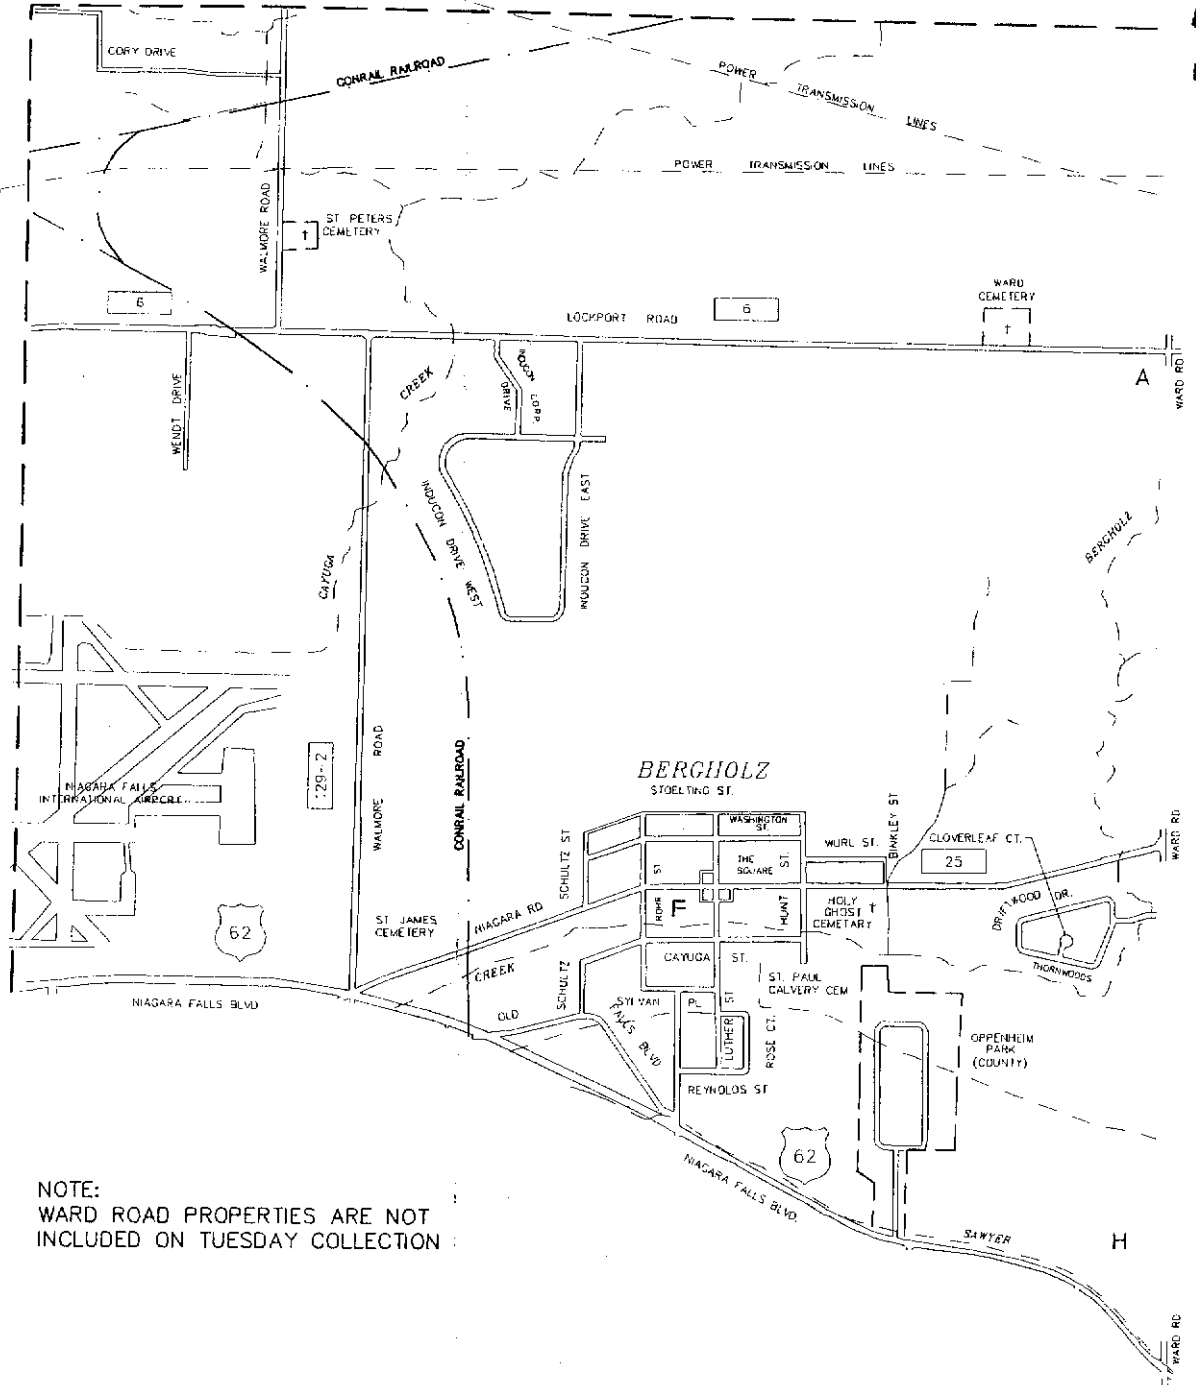 CORY DRIVE
CONRAIL RAILROAD
POWER TRANSMISSION LINES
POWER TRANSMISSION LINES
WALMORE ROAD
†
ST PETERS
CEMETERY
6
6
LOCKPORT ROAD
WARD
CEMETERY
†
A
WARD RD
WENDT DRIVE
CREEK
INDUCON CORP.
DRIVE
INDUCON DRIVE WEST
INDUCON DRIVE EAST
CAYUGA
BERGHOLZ
129-2
WALMORE ROAD
CONRAIL RAILROAD
NIAGARA FALLS
INTERNATIONAL AIRPORT
BERGHOLZ
STOELTING ST.
WASHINGTON
ST.
SCHULTZ ST
ST
THE
SQUARE
ST.
WURL ST.
BINKLEY ST
25
CLOVERLEAF CT.
WARD RD
62
ST JAMES
CEMETERY
NIAGARA RD
ROHR
F
HUNT
HOLY
GHOST †
CEMETARY
DRIFTWOOD DR.
THORNWOODS
CREEK
SCHULTZ
CAYUGA ST.
ST. PAUL
CALVERY CEM
NIAGARA FALLS BLVD
OLD
FALLS BLVD
SYLVAN PL
LUTHER ST
ROSE CT.
REYNOLDS ST
OPPENHEIM
PARK
(COUNTY)
62
NIAGARA FALLS BLVD.
SAWYER
H
WARD RD
NOTE:
WARD ROAD PROPERTIES ARE NOT
INCLUDED ON TUESDAY COLLECTION